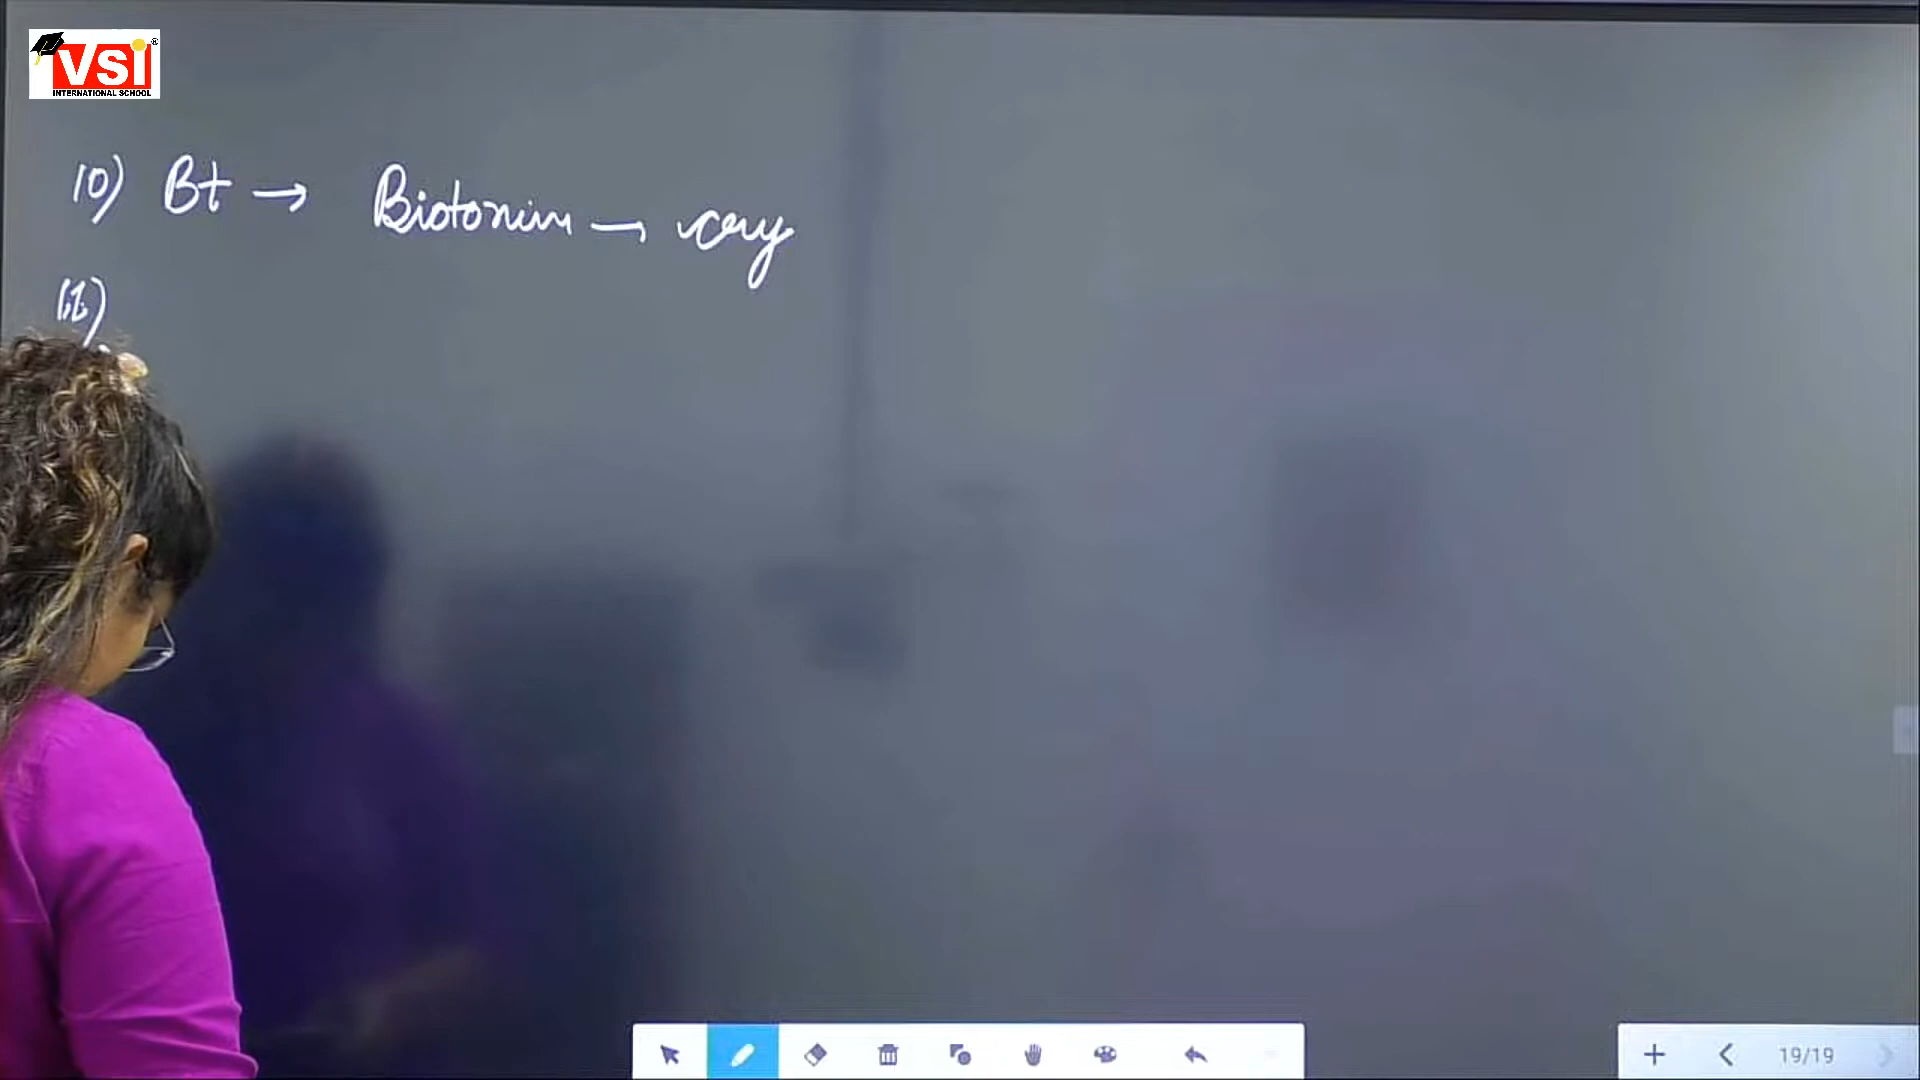 VSI
INTERNATIONAL SCHOOL
10) Bt → Biotoxin → cry
11)
19/19